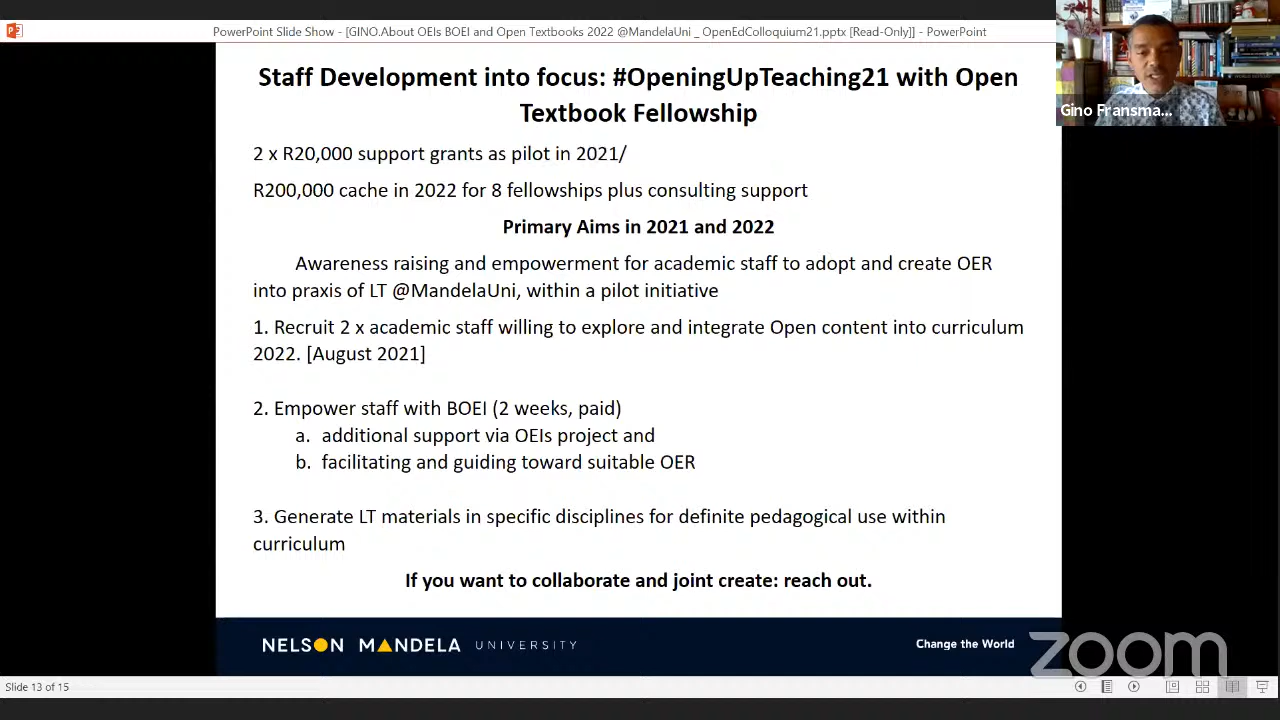 PowerPoint Slide Show - [GINO.About OEIs BOEI and Open Textbooks 2022 @MandelaUni _ OpenEdColloquium21.pptx [Read-Only]] - PowerPoint
Gino Fransma...
Staff Development into focus: #OpeningUpTeaching21 with Open
Textbook Fellowship
2 x R20,000 support grants as pilot in 2021/
R200,000 cache in 2022 for 8 fellowships plus consulting support
Primary Aims in 2021 and 2022
Awareness raising and empowerment for academic staff to adopt and create OER
into praxis of LT @MandelaUni, within a pilot initiative
1. Recruit 2 x academic staff willing to explore and integrate Open content into curriculum
2022. [August 2021]
2. Empower staff with BOEI (2 weeks, paid)
a. additional support via OEIs project and
b. facilitating and guiding toward suitable OER
3. Generate LT materials in specific disciplines for definite pedagogical use within
curriculum
If you want to collaborate and joint create: reach out.
NELSON MANDELA UNIVERSITY
Change the World
zoom
Slide 13 of 15